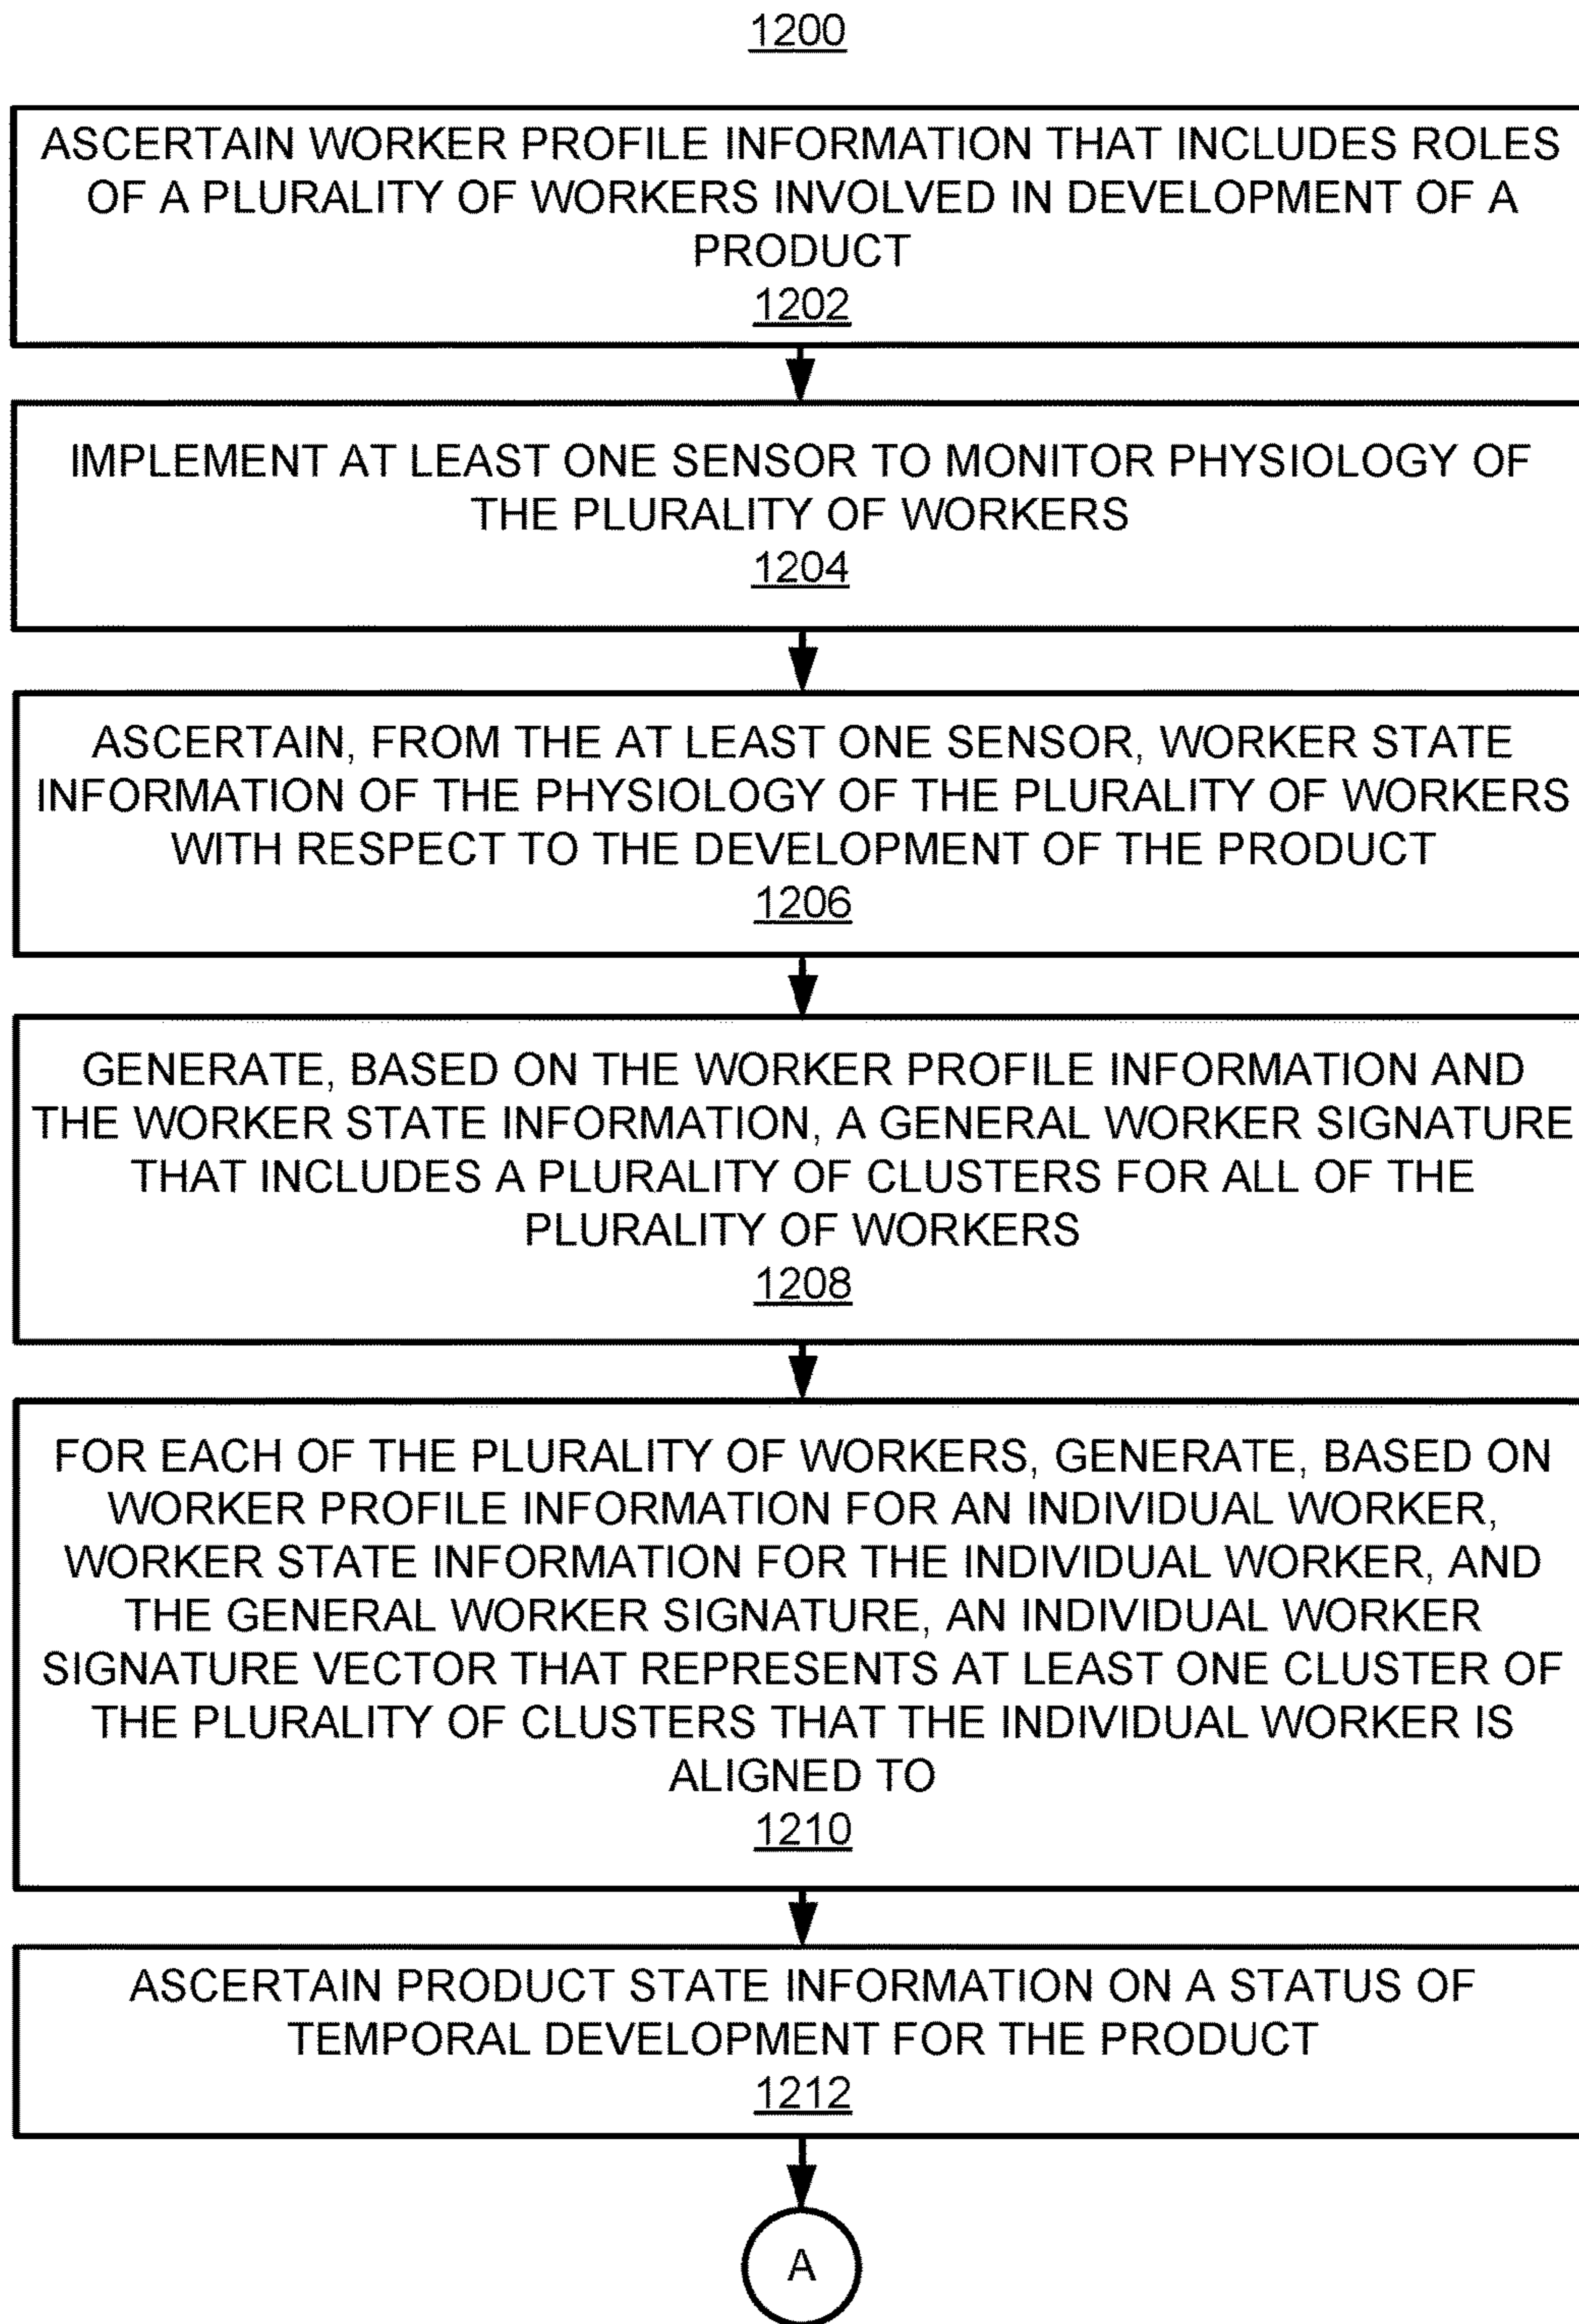 1200
ASCERTAIN WORKER PROFILE INFORMATION THAT INCLUDES ROLES
OF A PLURALITY OF WORKERS INVOLVED IN DEVELOPMENT OF A
PRODUCT
1202
IMPLEMENT AT LEAST ONE SENSOR TO MONITOR PHYSIOLOGY OF
THE PLURALITY OF WORKERS
1204
ASCERTAIN, FROM THE AT LEAST ONE SENSOR, WORKER STATE
INFORMATION OF THE PHYSIOLOGY OF THE PLURALITY OF WORKERS
WITH RESPECT TO THE DEVELOPMENT OF THE PRODUCT
1206
GENERATE, BASED ON THE WORKER PROFILE INFORMATION AND
THE WORKER STATE INFORMATION, A GENERAL WORKER SIGNATURE
THAT INCLUDES A PLURALITY OF CLUSTERS FOR ALL OF THE
PLURALITY OF WORKERS
1208
FOR EACH OF THE PLURALITY OF WORKERS, GENERATE, BASED ON
WORKER PROFILE INFORMATION FOR AN INDIVIDUAL WORKER,
WORKER STATE INFORMATION FOR THE INDIVIDUAL WORKER, AND
THE GENERAL WORKER SIGNATURE, AN INDIVIDUAL WORKER
SIGNATURE VECTOR THAT REPRESENTS AT LEAST ONE CLUSTER OF
THE PLURALITY OF CLUSTERS THAT THE INDIVIDUAL WORKER IS
ALIGNED TO
1210
ASCERTAIN PRODUCT STATE INFORMATION ON A STATUS OF
TEMPORAL DEVELOPMENT FOR THE PRODUCT
1212
A